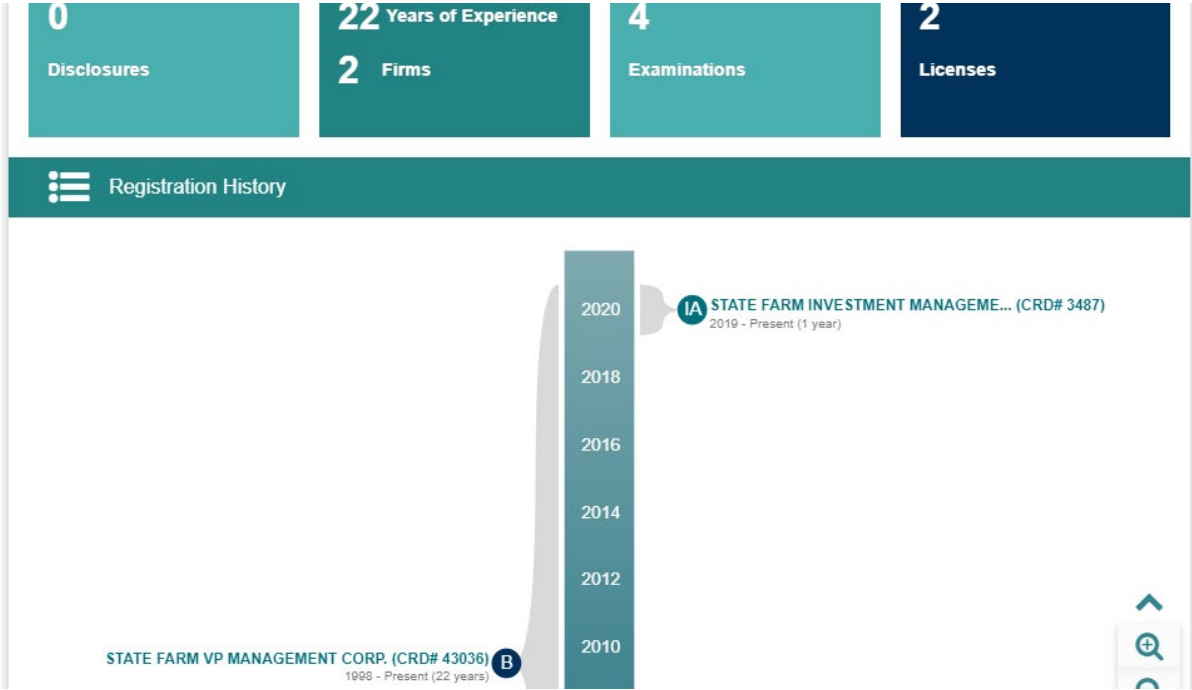 0
Disclosures
22 Years of Experience
2 Firms
4
Examinations
2
Licenses
Registration History
2020
IA STATE FARM INVESTMENT MANAGEME... (CRD# 3487)
2019 - Present (1 year)
2018
2016
2014
2012
2010
STATE FARM VP MANAGEMENT CORP. (CRD# 43036) B
1998 - Present (22 years)